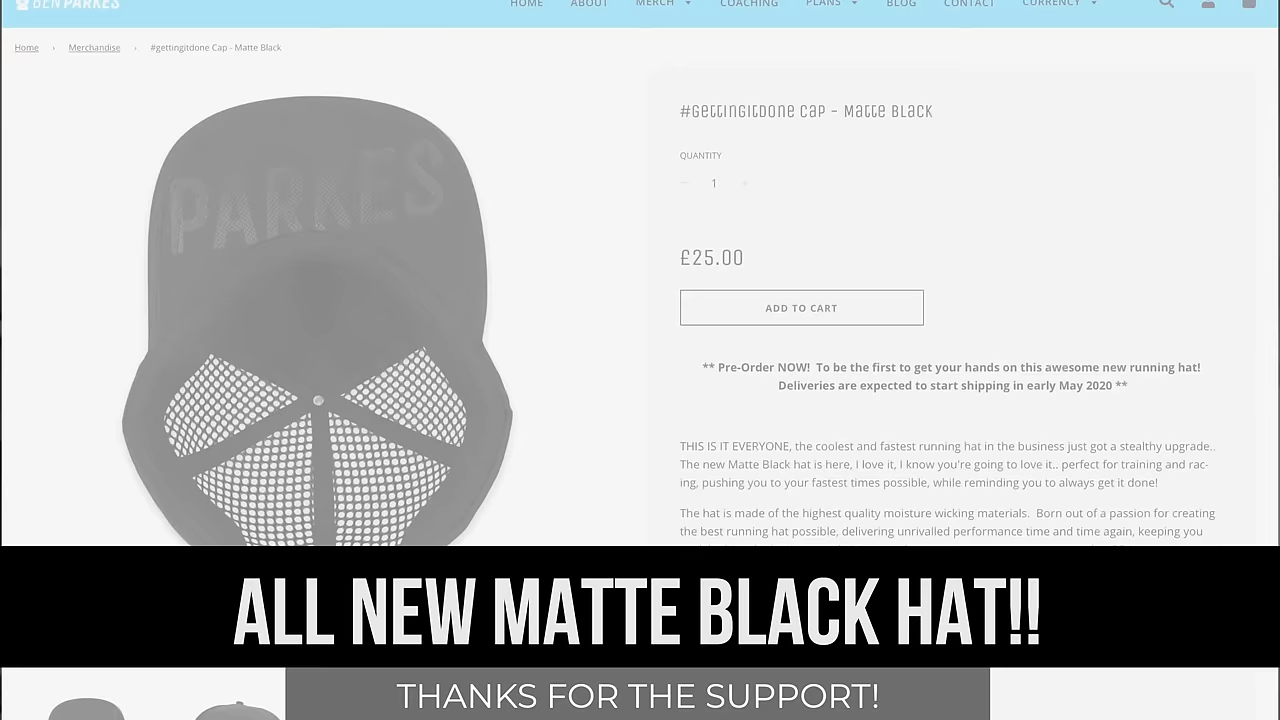 BEN PARKES
HOME ABOUT MERCH COACHING PLANS BLOG CONTACT CURRENCY
Home › Merchandise › #gettingitdone Cap - Matte Black
PARKES
#gettingitdone Cap - Matte Black
QUANTITY
− 1 +
£25.00
ADD TO CART
** Pre-Order NOW! To be the first to get your hands on this awesome new running hat!
Deliveries are expected to start shipping in early May 2020 **
THIS IS IT EVERYONE, the coolest and fastest running hat in the business just got a stealthy upgrade..
The new Matte Black hat is here, I love it, I know you're going to love it.. perfect for training and rac-
ing, pushing you to your fastest times possible, while reminding you to always get it done!
The hat is made of the highest quality moisture wicking materials. Born out of a passion for creating
the best running hat possible, delivering unrivalled performance time and time again, keeping you
ALL NEW MATTE BLACK HAT!!
THANKS FOR THE SUPPORT!